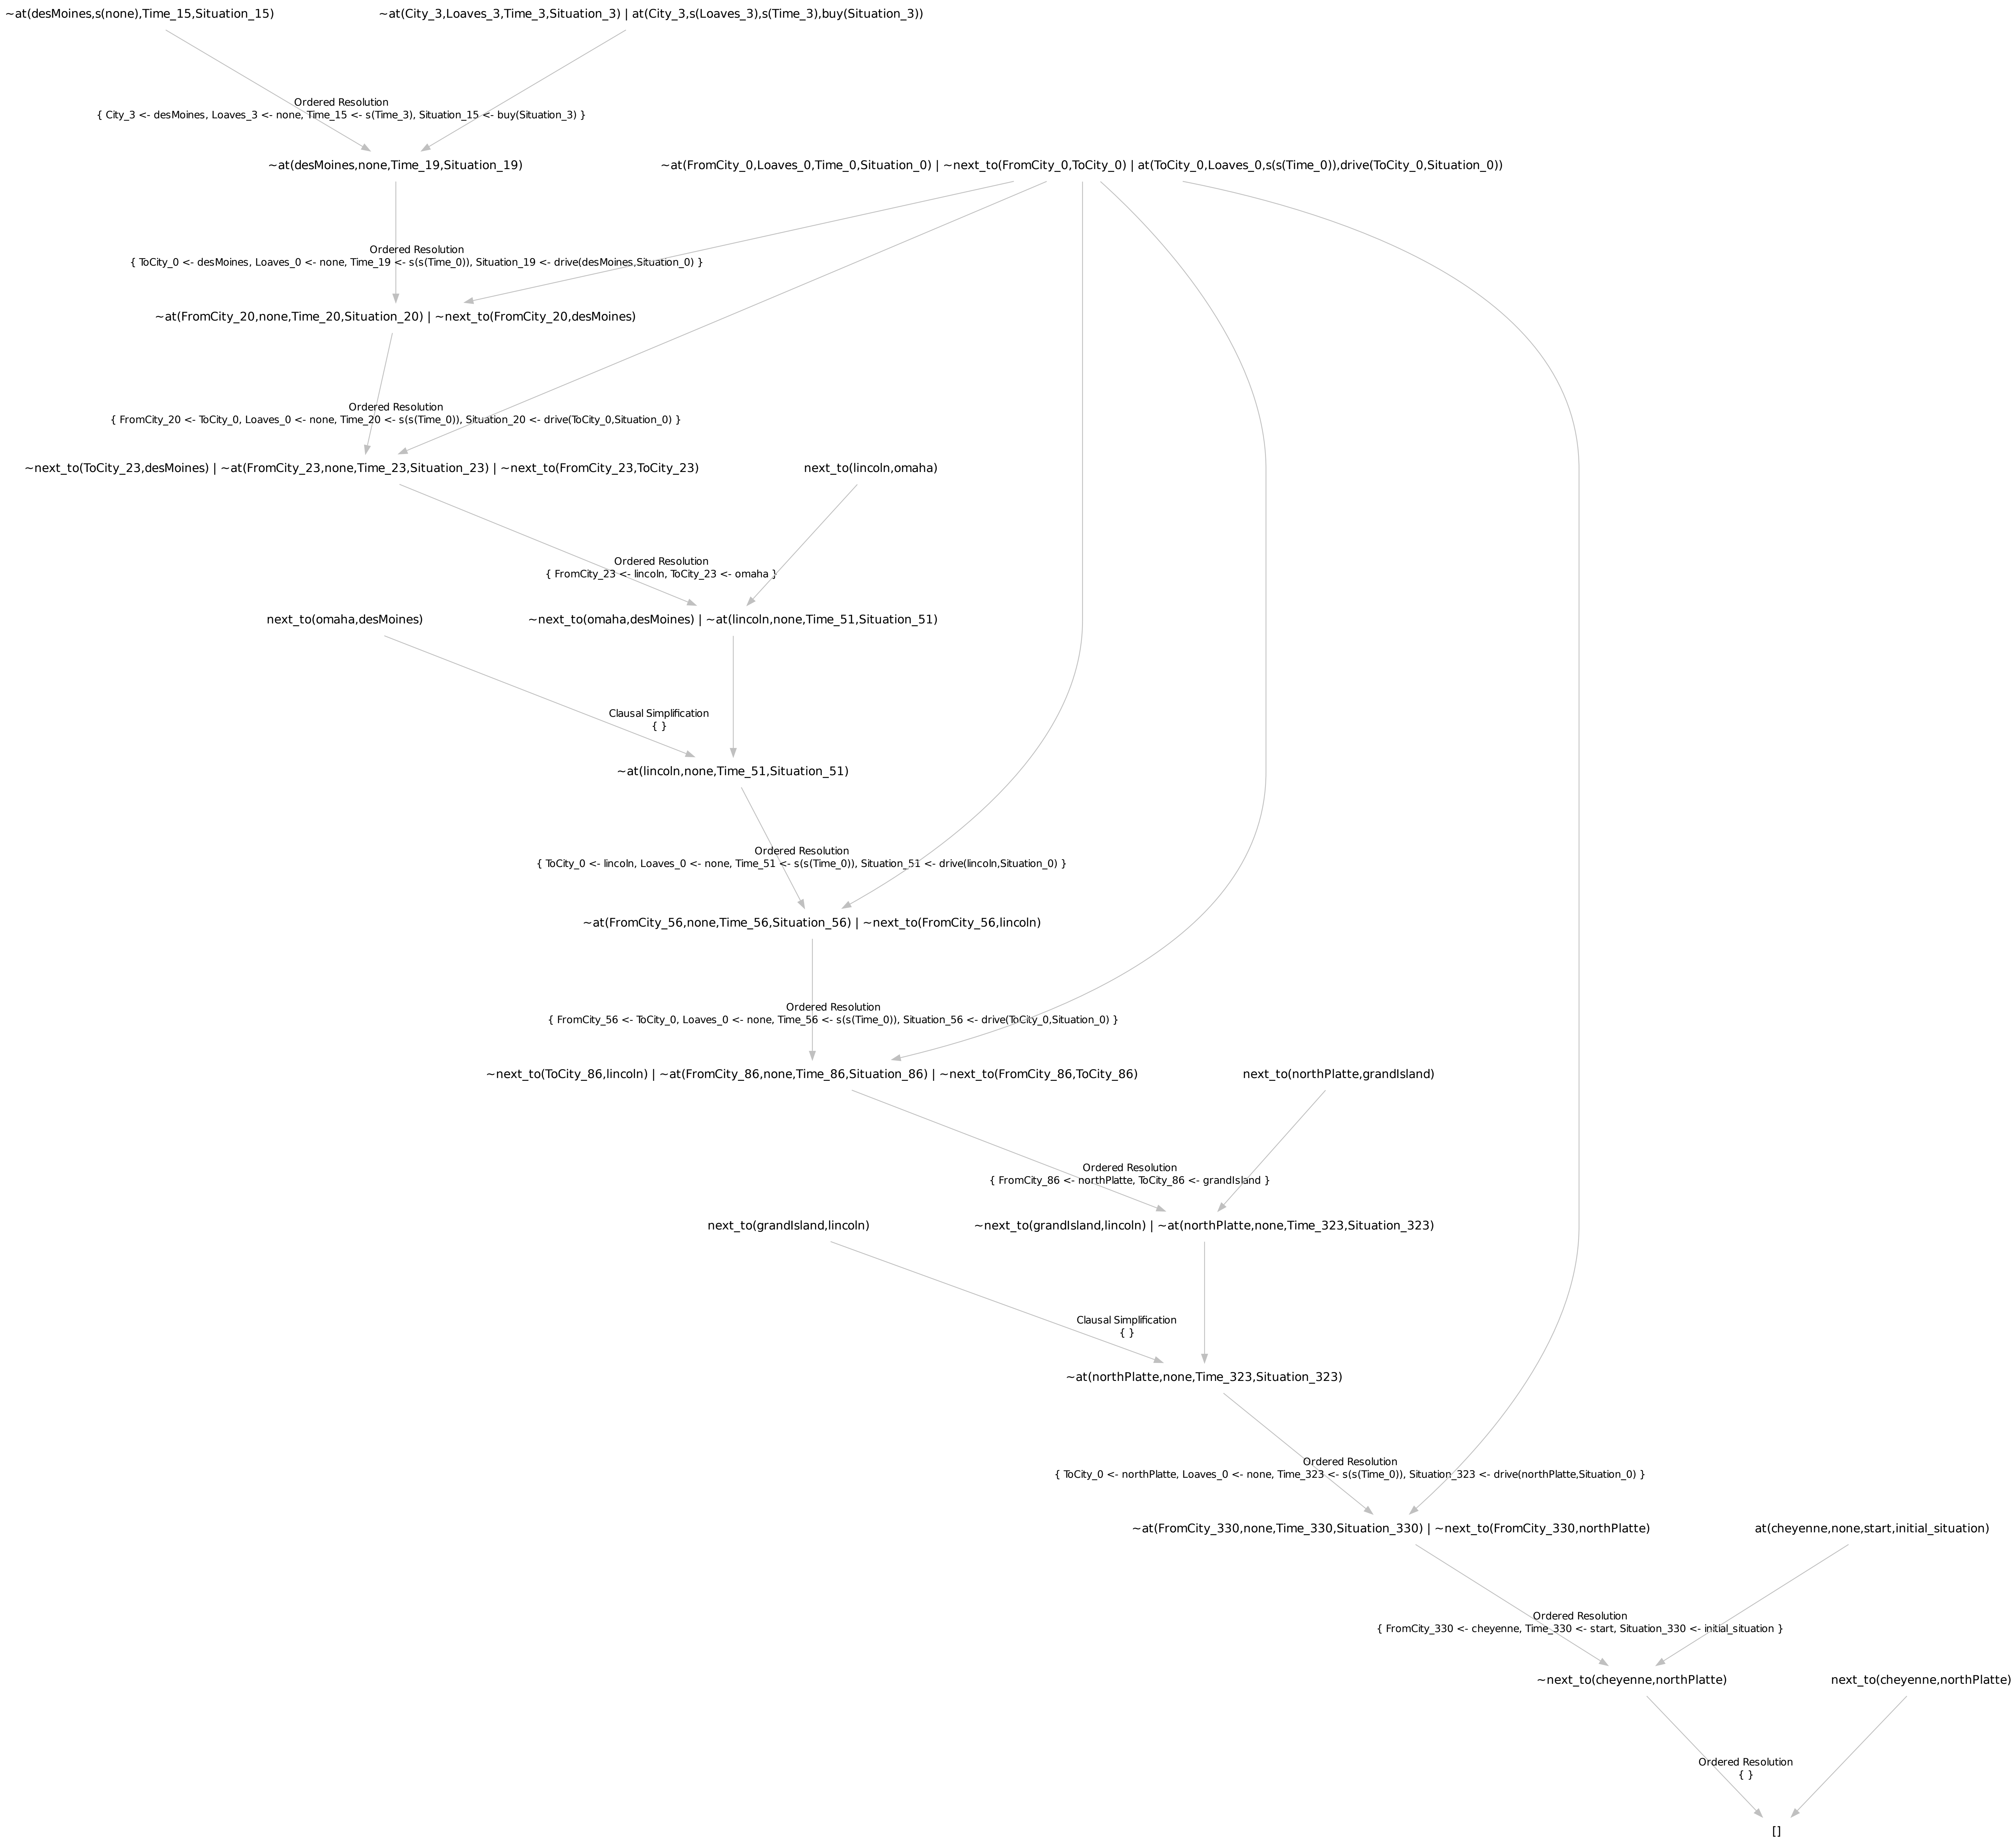 ~at(desMoines,s(none),Time_15,Situation_15)
~at(City_3,Loaves_3,Time_3,Situation_3) | at(City_3,s(Loaves_3),s(Time_3),buy(Situation_3))
Ordered Resolution
{ City_3 <- desMoines, Loaves_3 <- none, Time_15 <- s(Time_3), Situation_15 <- buy(Situation_3) }
~at(desMoines,none,Time_19,Situation_19)
~at(FromCity_0,Loaves_0,Time_0,Situation_0) | ~next_to(FromCity_0,ToCity_0) | at(ToCity_0,Loaves_0,s(s(Time_0)),drive(ToCity_0,Situation_0))
Ordered Resolution
{ ToCity_0 <- desMoines, Loaves_0 <- none, Time_19 <- s(s(Time_0)), Situation_19 <- drive(desMoines,Situation_0) }
~at(FromCity_20,none,Time_20,Situation_20) | ~next_to(FromCity_20,desMoines)
Ordered Resolution
{ FromCity_20 <- ToCity_0, Loaves_0 <- none, Time_20 <- s(s(Time_0)), Situation_20 <- drive(ToCity_0,Situation_0) }
~next_to(ToCity_23,desMoines) | ~at(FromCity_23,none,Time_23,Situation_23) | ~next_to(FromCity_23,ToCity_23)
next_to(lincoln,omaha)
Ordered Resolution
{ FromCity_23 <- lincoln, ToCity_23 <- omaha }
next_to(omaha,desMoines)
~next_to(omaha,desMoines) | ~at(lincoln,none,Time_51,Situation_51)
Clausal Simplification
{ }
~at(lincoln,none,Time_51,Situation_51)
Ordered Resolution
{ ToCity_0 <- lincoln, Loaves_0 <- none, Time_51 <- s(s(Time_0)), Situation_51 <- drive(lincoln,Situation_0) }
~at(FromCity_56,none,Time_56,Situation_56) | ~next_to(FromCity_56,lincoln)
Ordered Resolution
{ FromCity_56 <- ToCity_0, Loaves_0 <- none, Time_56 <- s(s(Time_0)), Situation_56 <- drive(ToCity_0,Situation_0) }
~next_to(ToCity_86,lincoln) | ~at(FromCity_86,none,Time_86,Situation_86) | ~next_to(FromCity_86,ToCity_86)
next_to(northPlatte,grandIsland)
Ordered Resolution
{ FromCity_86 <- northPlatte, ToCity_86 <- grandIsland }
next_to(grandIsland,lincoln)
~next_to(grandIsland,lincoln) | ~at(northPlatte,none,Time_323,Situation_323)
Clausal Simplification
{ }
~at(northPlatte,none,Time_323,Situation_323)
Ordered Resolution
{ ToCity_0 <- northPlatte, Loaves_0 <- none, Time_323 <- s(s(Time_0)), Situation_323 <- drive(northPlatte,Situation_0) }
~at(FromCity_330,none,Time_330,Situation_330) | ~next_to(FromCity_330,northPlatte)
at(cheyenne,none,start,initial_situation)
Ordered Resolution
{ FromCity_330 <- cheyenne, Time_330 <- start, Situation_330 <- initial_situation }
~next_to(cheyenne,northPlatte)
next_to(cheyenne,northPlatte)
Ordered Resolution
{ }
[]